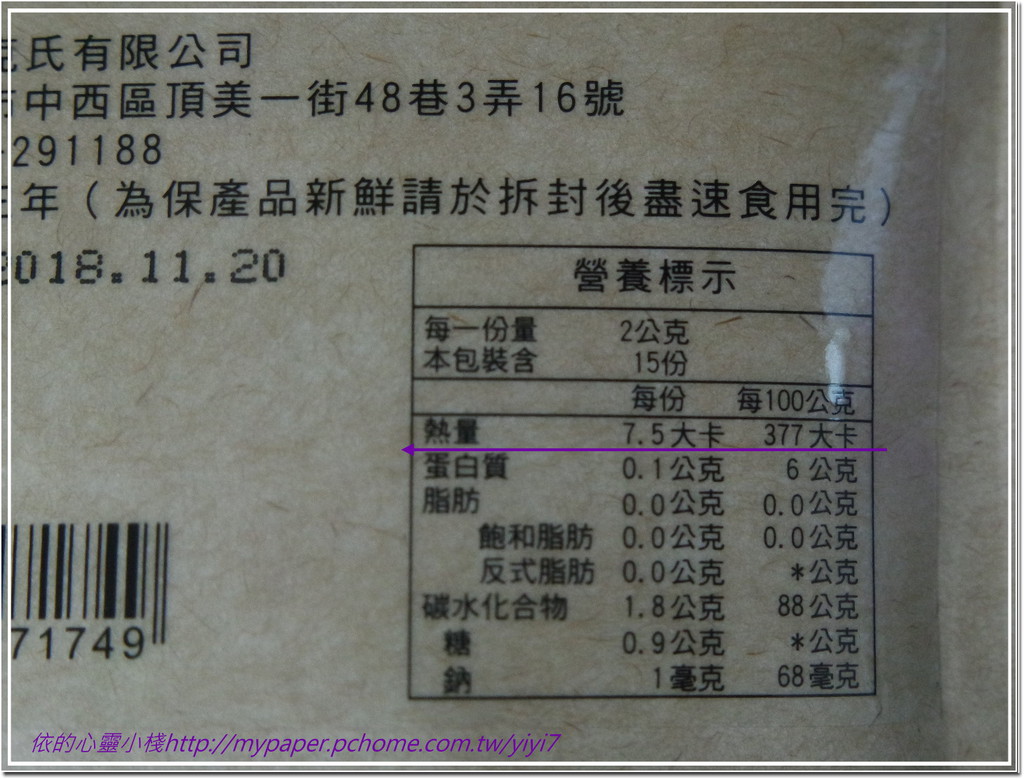 氏有限公司
中西區頂美一街48巷3弄16號
291188
年（為保產品新鮮請於拆封後盡速食用完）
2018.11.20
營養標示
每一份量 2公克
本包裝含 15份
每份 每100公克
熱量 7.5大卡 377大卡
蛋白質 0.1公克 6公克
脂肪 0.0公克 0.0公克
飽和脂肪 0.0公克 0.0公克
反式脂肪 0.0公克 *公克
碳水化合物 1.8公克 88公克
糖 0.9公克 *公克
鈉 1毫克 68毫克
71749
依的心靈小棧http://mypaper.pchome.com.tw/yiyi7